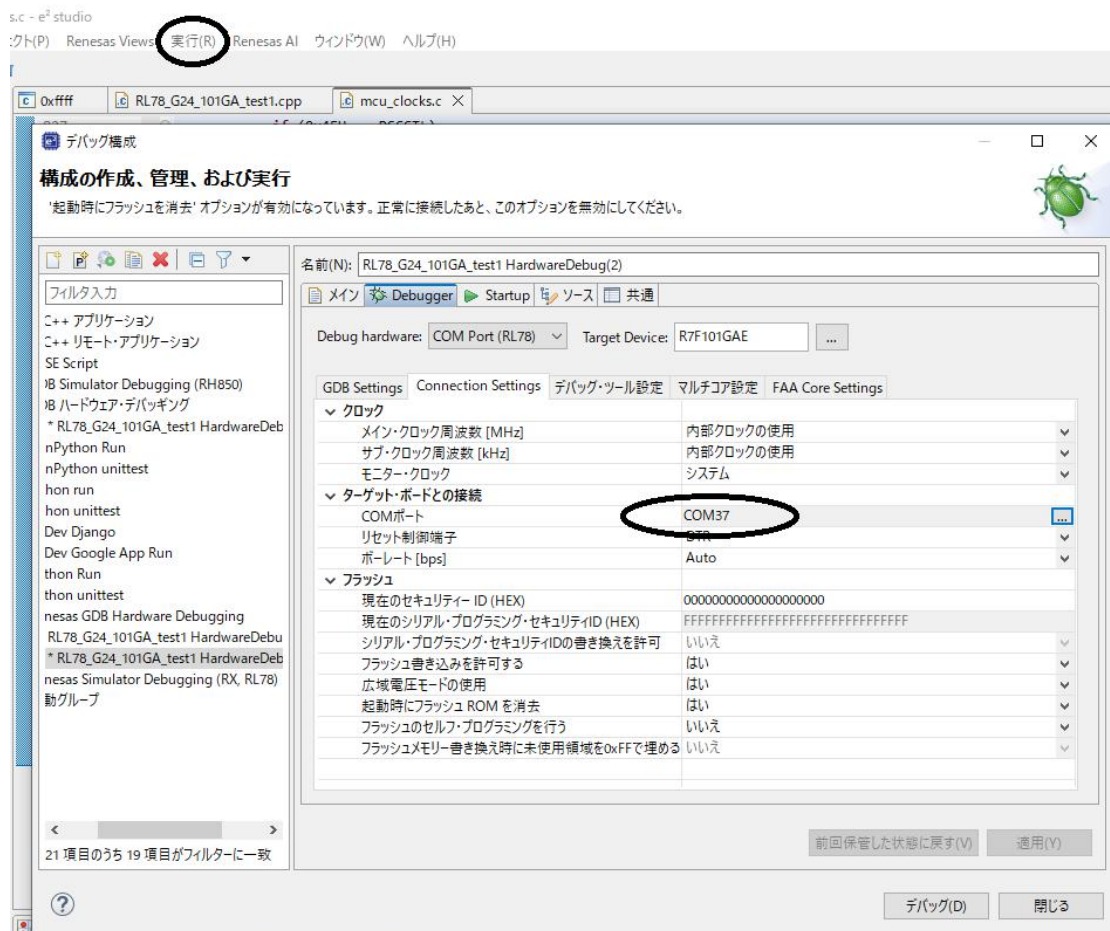 s.c - e² studio
:クト(P) Renesas Views 実行(R) Renesas AI ウィンドウ(W) ヘルプ(H)
0xffff RL78_G24_101GA_test1.cpp mcu_clocks.c
デバッグ構成
構成の作成、管理、および実行
'起動時にフラッシュを消去' オプションが有効になっています。正常に接続したあと、このオプションを無効にしてください。
名前(N): RL78_G24_101GA_test1 HardwareDebug(2)
フィルタ入力
メイン Debugger Startup ソース 共通
Debug hardware: COM Port (RL78) Target Device: R7F101GAE ...
GDB Settings Connection Settings デバッグ・ツール設定 マルチコア設定 FAA Core Settings
C++ アプリケーション
C++ リモート・アプリケーション
SE Script
)B Simulator Debugging (RH850)
)B ハードウェア・デバッギング
* RL78_G24_101GA_test1 HardwareDeb
nPython Run
nPython unittest
hon run
hon unittest
Dev Django
Dev Google App Run
thon Run
thon unittest
nesas GDB Hardware Debugging
RL78_G24_101GA_test1 HardwareDebu
* RL78_G24_101GA_test1 HardwareDeb
nesas Simulator Debugging (RX, RL78)
動グループ
クロック
メイン・クロック周波数 [MHz] 内部クロックの使用
サブ・クロック周波数 [kHz] 内部クロックの使用
モニター・クロック システム
ターゲット・ボードとの接続
COMポート COM37 ...
リセット制御端子 DTR
ボーレート [bps] Auto
フラッシュ
現在のセキュリティー ID (HEX) 00000000000000000000
現在のシリアル・プログラミング・セキュリティID (HEX) FFFFFFFFFFFFFFFFFFFFFFFFFFFFFFFF
シリアル・プログラミング・セキュリティIDの書き換えを許可 いいえ
フラッシュ書き込みを許可する はい
広域電圧モードの使用 はい
起動時にフラッシュ ROM を消去 はい
フラッシュのセルフ・プログラミングを行う いいえ
フラッシュメモリー書き換え時に未使用領域を0xFFで埋める いいえ
21 項目のうち 19 項目がフィルターに一致
前回保管した状態に戻す(V) 適用(Y)
デバッグ(D) 閉じる